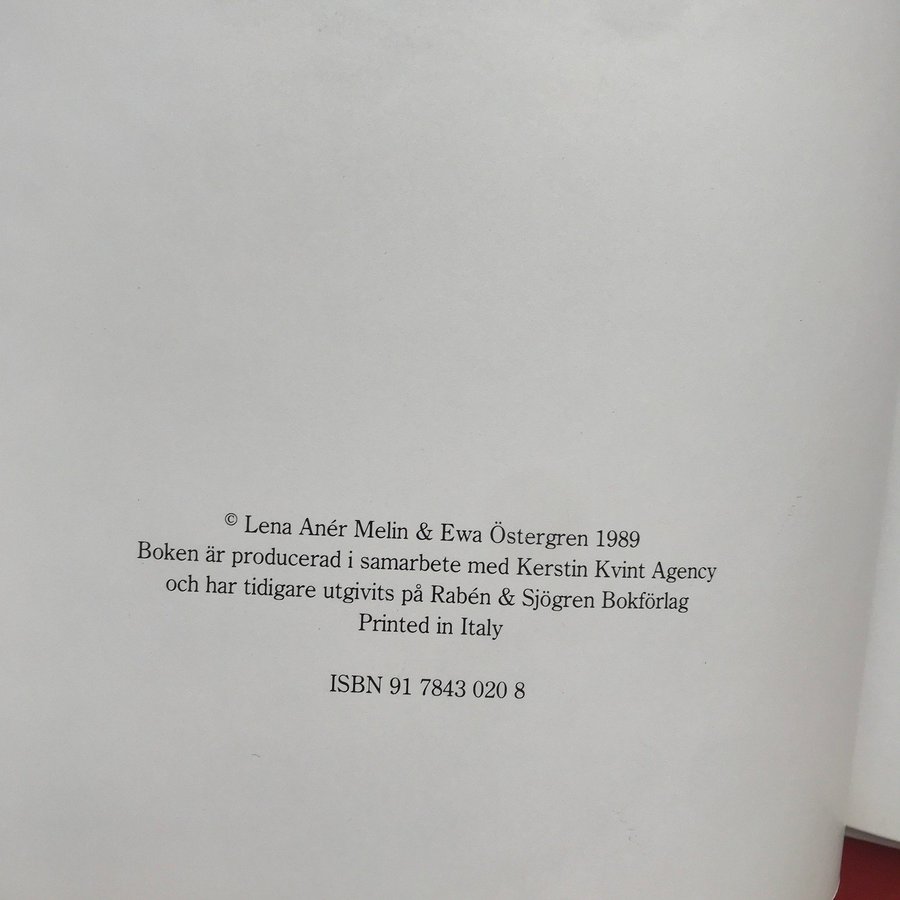 © Lena Anér Melin & Ewa Östergren 1989
Boken är producerad i samarbete med Kerstin Kvint Agency
och har tidigare utgivits på Rabén & Sjögren Bokförlag
Printed in Italy
ISBN 91 7843 020 8